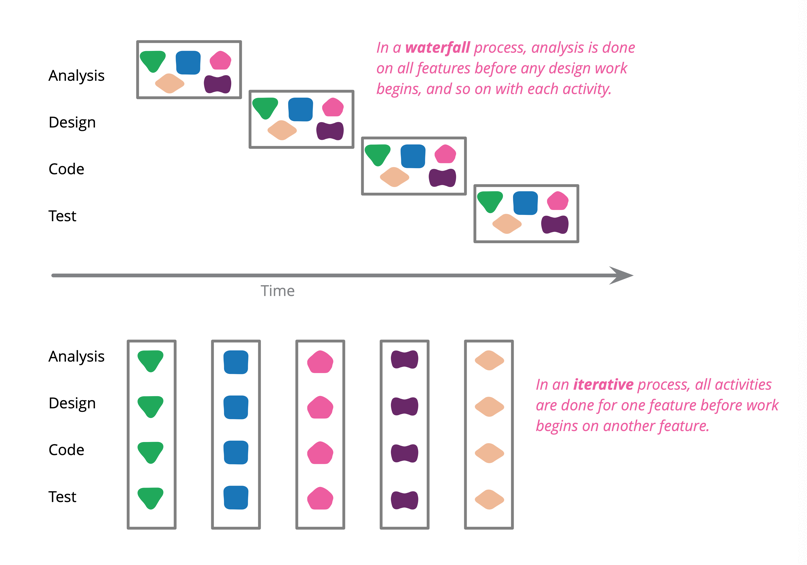 In a waterfall process, analysis is done
on all features before any design work
begins, and so on with each activity.
Analysis
Design
Code
Test
Time
Analysis
Design
Code
Test
In an iterative process, all activities
are done for one feature before work
begins on another feature.